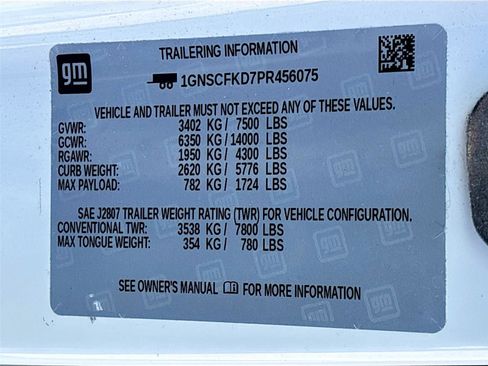 gm
TRAILERING INFORMATION
1GNSCFKD7PR456075
VEHICLE AND TRAILER MUST NOT EXCEED ANY OF THESE VALUES.
GVWR: 3402 KG / 7500 LBS
GCWR: 6350 KG / 14000 LBS
RGAWR: 1950 KG / 4300 LBS
CURB WEIGHT: 2620 KG / 5776 LBS
MAX PAYLOAD: 782 KG / 1724 LBS
SAE J2807 TRAILER WEIGHT RATING (TWR) FOR VEHICLE CONFIGURATION.
CONVENTIONAL TWR: 3538 KG / 7800 LBS
MAX TONGUE WEIGHT: 354 KG / 780 LBS
SEE OWNER'S MANUAL FOR MORE INFORMATION